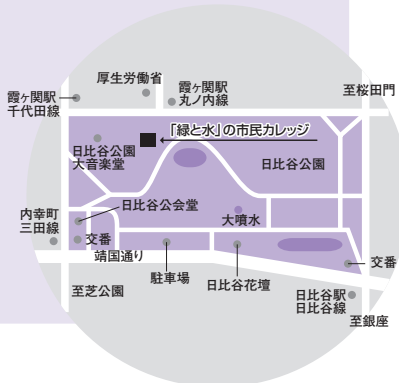 厚生労働省
霞ヶ関駅
千代田線
霞ヶ関駅
丸ノ内線
至桜田門
「緑と水」の市民カレッジ
日比谷公園
大音楽堂
日比谷公園
日比谷公会堂
内幸町
三田線
大噴水
交番
靖国通り
交番
駐車場
日比谷花壇
至芝公園
日比谷駅
日比谷線
至銀座